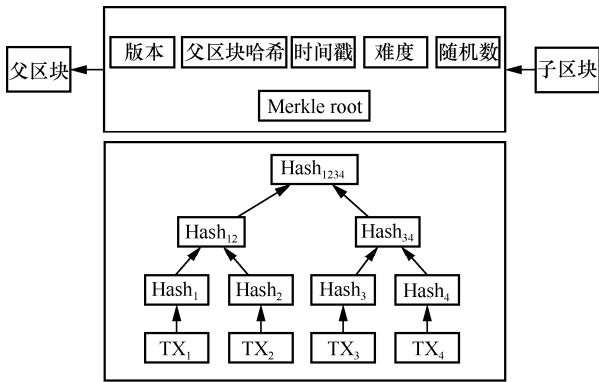 父区块
版本 父区块哈希 时间戳 难度 随机数
子区块
Merkle root
Hash₁₂₃₄
Hash₁₂ Hash₃₄
Hash₁ Hash₂ Hash₃ Hash₄
TX₁ TX₂ TX₃ TX₄